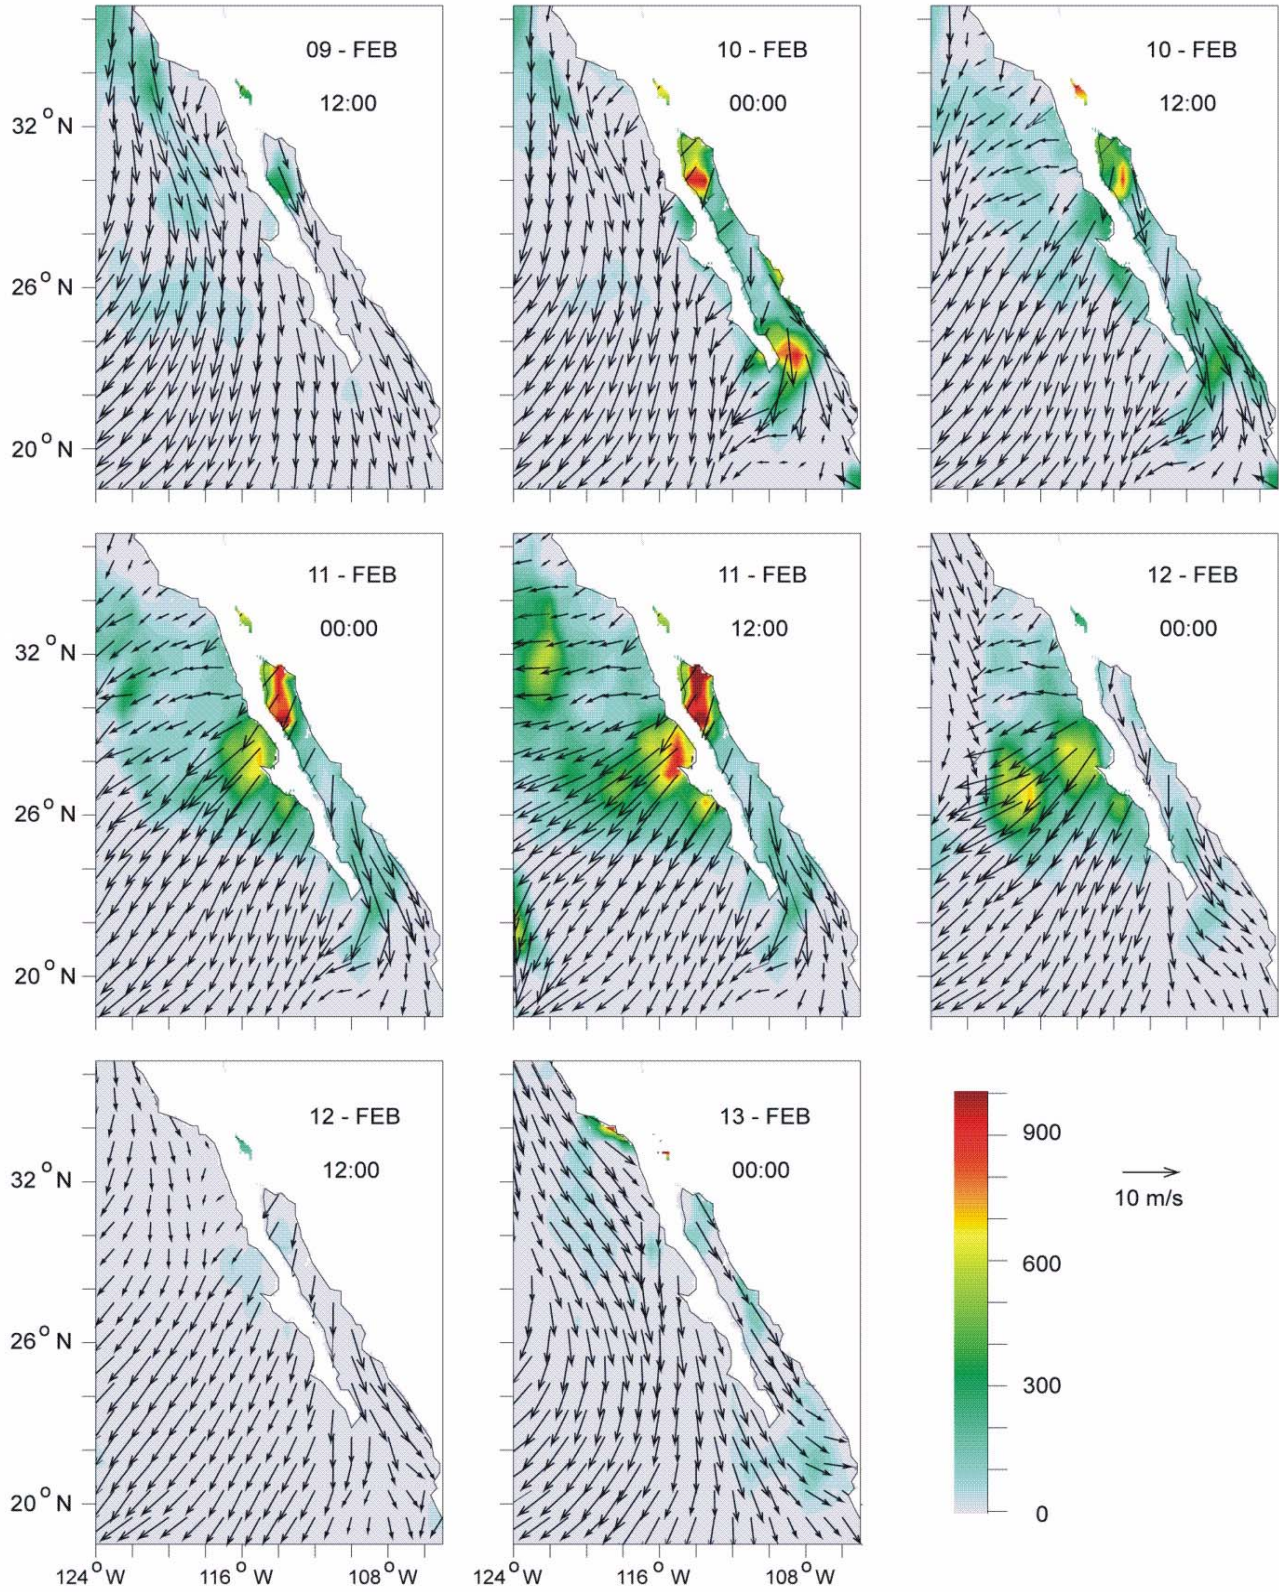 09 - FEB
12:00
10 - FEB
00:00
10 - FEB
12:00
32 o N
26 o N
20 o N
11 - FEB
00:00
11 - FEB
12:00
12 - FEB
00:00
32 o N
26 o N
20 o N
12 - FEB
12:00
13 - FEB
00:00
32 o N
26 o N
20 o N
900
600
300
0
10 m/s
124 o W
116 o W
108 o W
124 o W
116 o W
108 o W